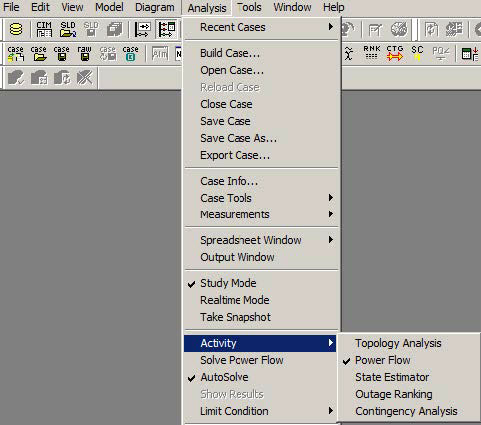 File Edit View Model Diagram Analysis Tools Window Help
CIM SLD SLD
RNK CTG SC
case case case raw case case
Recent Cases
Build Case...
Open Case...
Reload Case
Close Case
Save Case
Save Case As...
Export Case...
Case Info...
Case Tools
Measurements
Spreadsheet Window
Output Window
Study Mode
Realtime Mode
Take Snapshot
Activity
Solve Power Flow
AutoSolve
Show Results
Limit Condition
Topology Analysis
Power Flow
State Estimator
Outage Ranking
Contingency Analysis